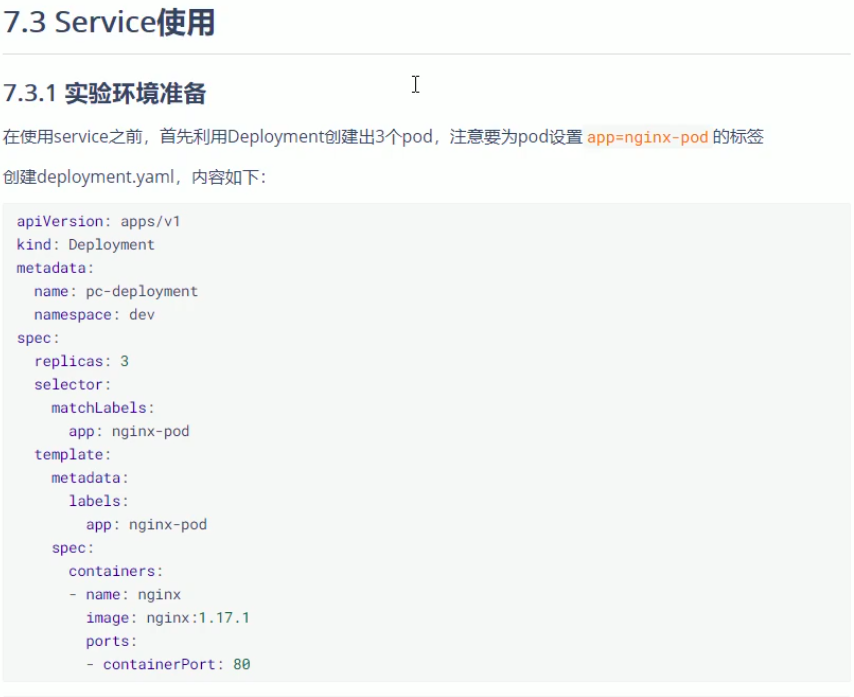 7.3 Service使用
7.3.1 实验环境准备
在使用service之前，首先利用Deployment创建出3个pod，注意要为pod设置 app=nginx-pod 的标签
创建deployment.yaml，内容如下：
apiVersion: apps/v1
kind: Deployment
metadata:
  name: pc-deployment
  namespace: dev
spec:
  replicas: 3
  selector:
    matchLabels:
      app: nginx-pod
  template:
    metadata:
      labels:
        app: nginx-pod
    spec:
      containers:
      - name: nginx
        image: nginx:1.17.1
        ports:
        - containerPort: 80